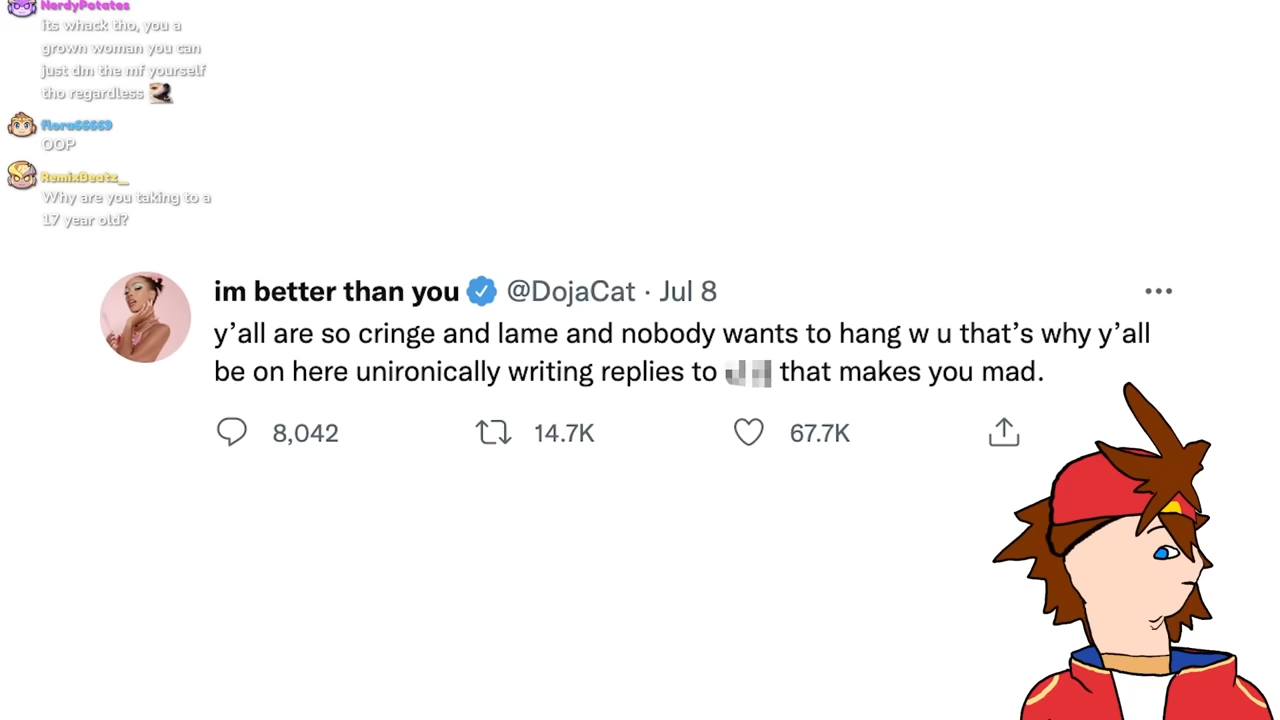 NerdyPotates
its whack tho, you a
grown woman you can
just dm the mf yourself
tho regardless
flora66669
OOP
RemixBeatz__
Why are you taking to a
17 year old?
im better than you @DojaCat · Jul 8
y’all are so cringe and lame and nobody wants to hang w u that’s why y’all
be on here unironically writing replies to that makes you mad.
8,042 14.7K 67.7K